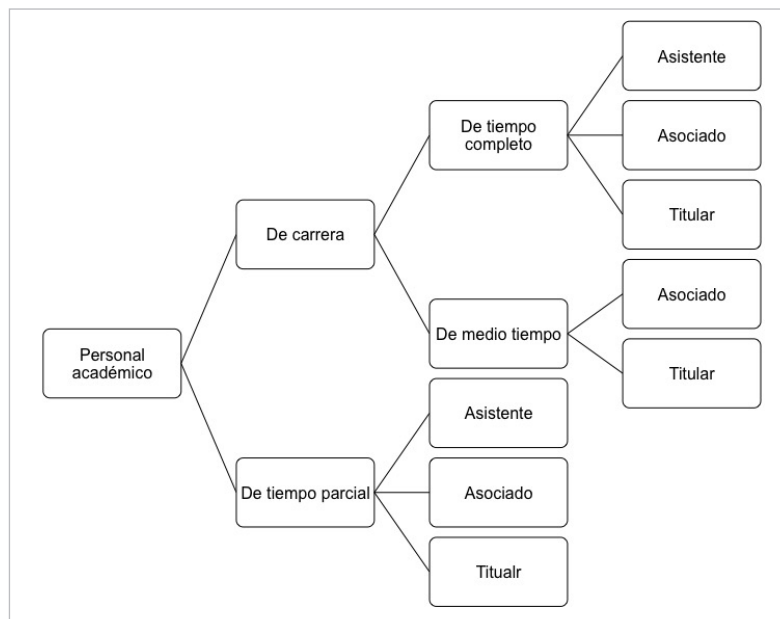 Asistente
De tiempo
completo
Asociado
Titular
De carrera
Asociado
De medio tiempo
Titular
Personal
académico
Asistente
De tiempo parcial
Asociado
Titualr